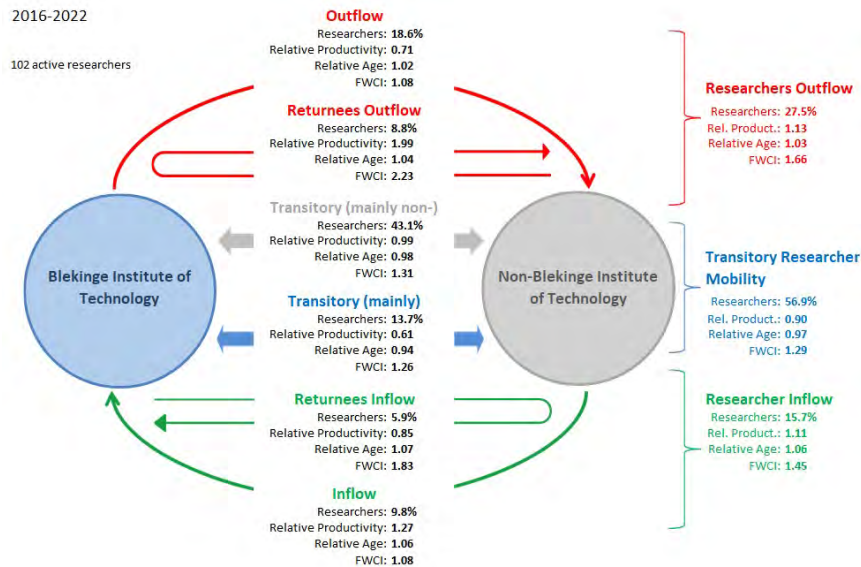 2016-2022
102 active researchers
Outflow
Researchers: 18.6%
Relative Productivity: 0.71
Relative Age: 1.02
FWCI: 1.08
Returnees Outflow
Researchers: 8.8%
Relative Productivity: 1.99
Relative Age: 1.04
FWCI: 2.23
Transitory (mainly non-)
Researchers: 43.1%
Relative Productivity: 0.99
Relative Age: 0.98
FWCI: 1.31
Transitory (mainly)
Researchers: 13.7%
Relative Productivity: 0.61
Relative Age: 0.94
FWCI: 1.26
Returnees Inflow
Researchers: 5.9%
Relative Productivity: 0.85
Relative Age: 1.07
FWCI: 1.83
Inflow
Researchers: 9.8%
Relative Productivity: 1.27
Relative Age: 1.06
FWCI: 1.08
Blekinge Institute of
Technology
Non-Blekinge Institute
of Technology
Researchers Outflow
Researchers: 27.5%
Rel. Product.: 1.13
Relative Age: 1.03
FWCI: 1.66
Transitory Researcher
Mobility
Researchers: 56.9%
Rel. Product.: 0.90
Relative Age: 0.97
FWCI: 1.29
Researcher Inflow
Researchers: 15.7%
Rel. Product.: 1.11
Relative Age: 1.06
FWCI: 1.45